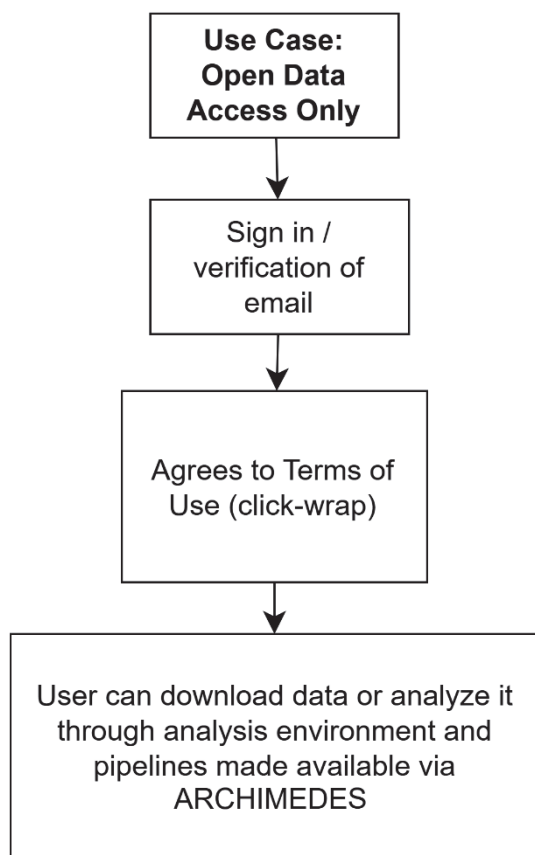 Use Case:
Open Data
Access Only
Sign in /
verification of
email
Agrees to Terms of
Use (click-wrap)
User can download data or analyze it
through analysis environment and
pipelines made available via
ARCHIMEDES